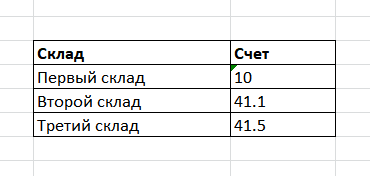 Склад Счет
Первый склад 10
Второй склад 41.1
Третий склад 41.5